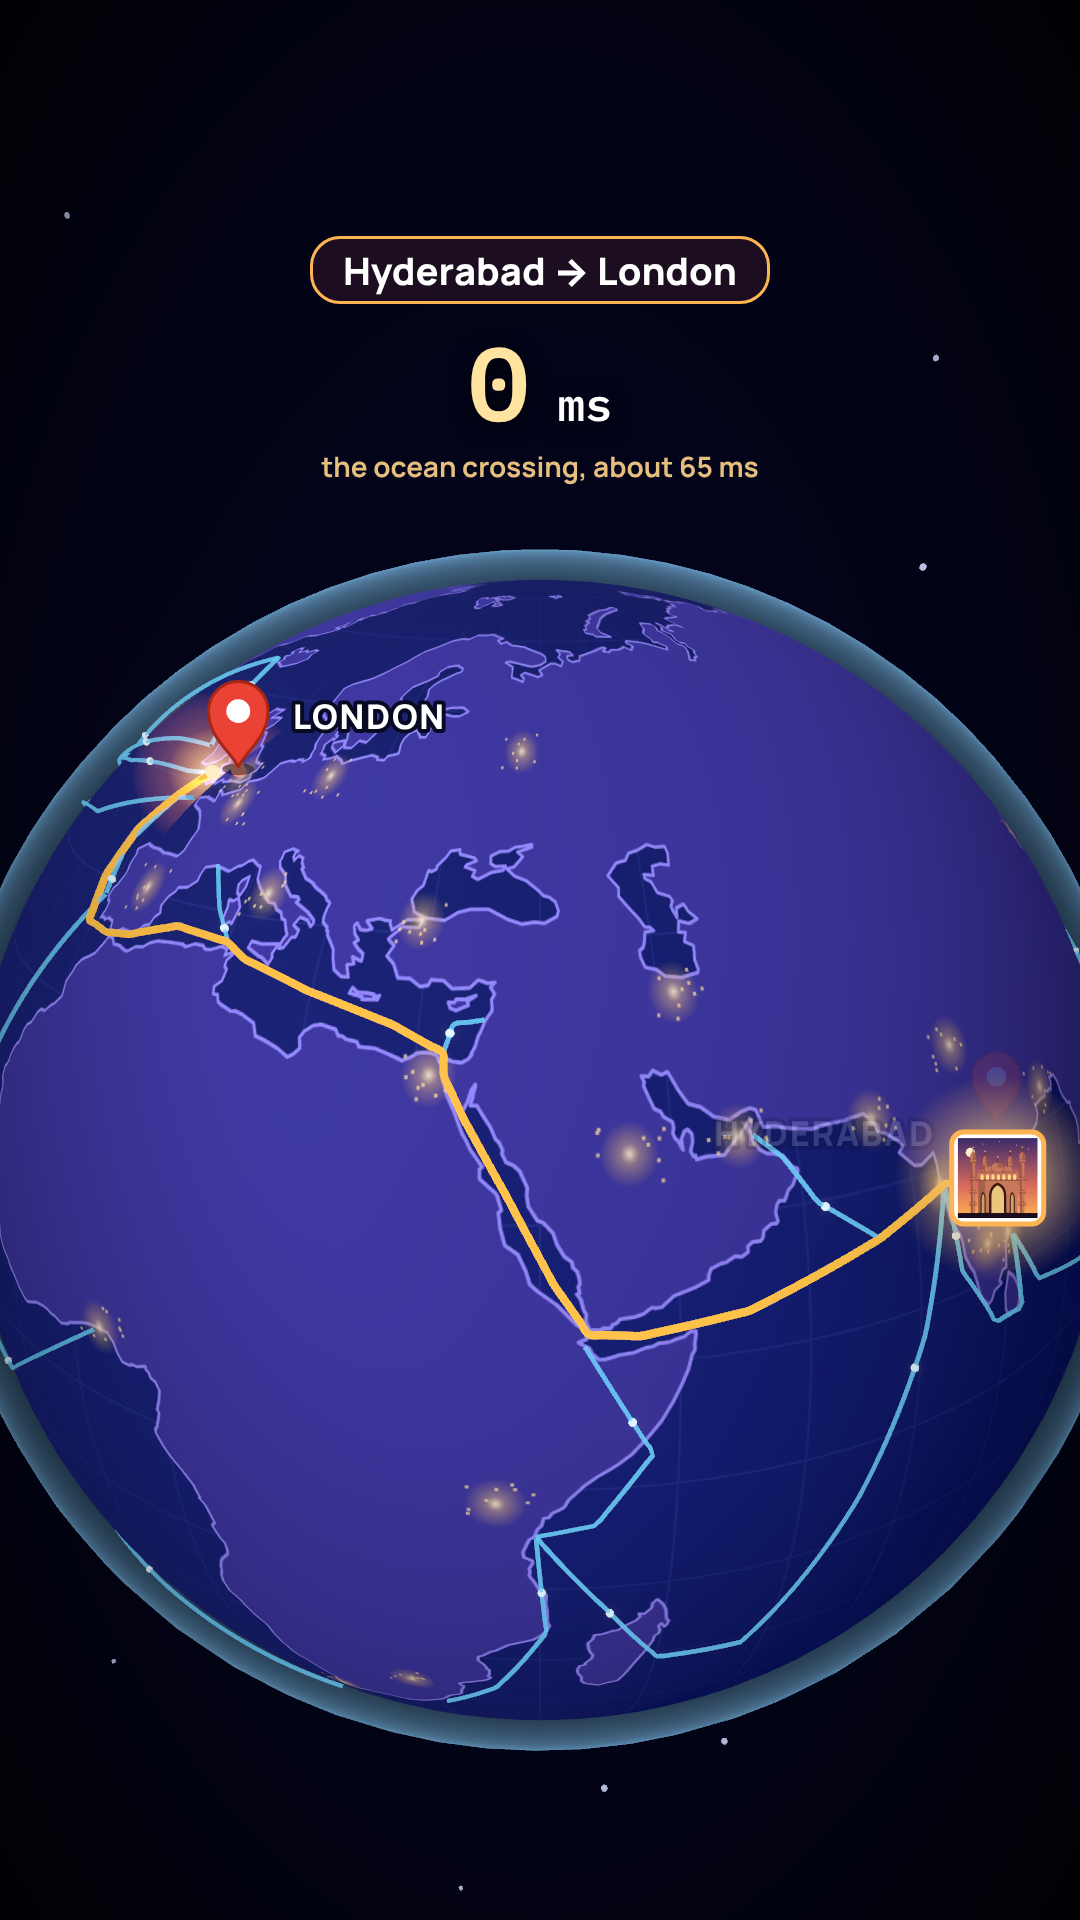 Hyderabad → London
0 ms
the ocean crossing, about 65 ms
LONDON
HYDERABAD